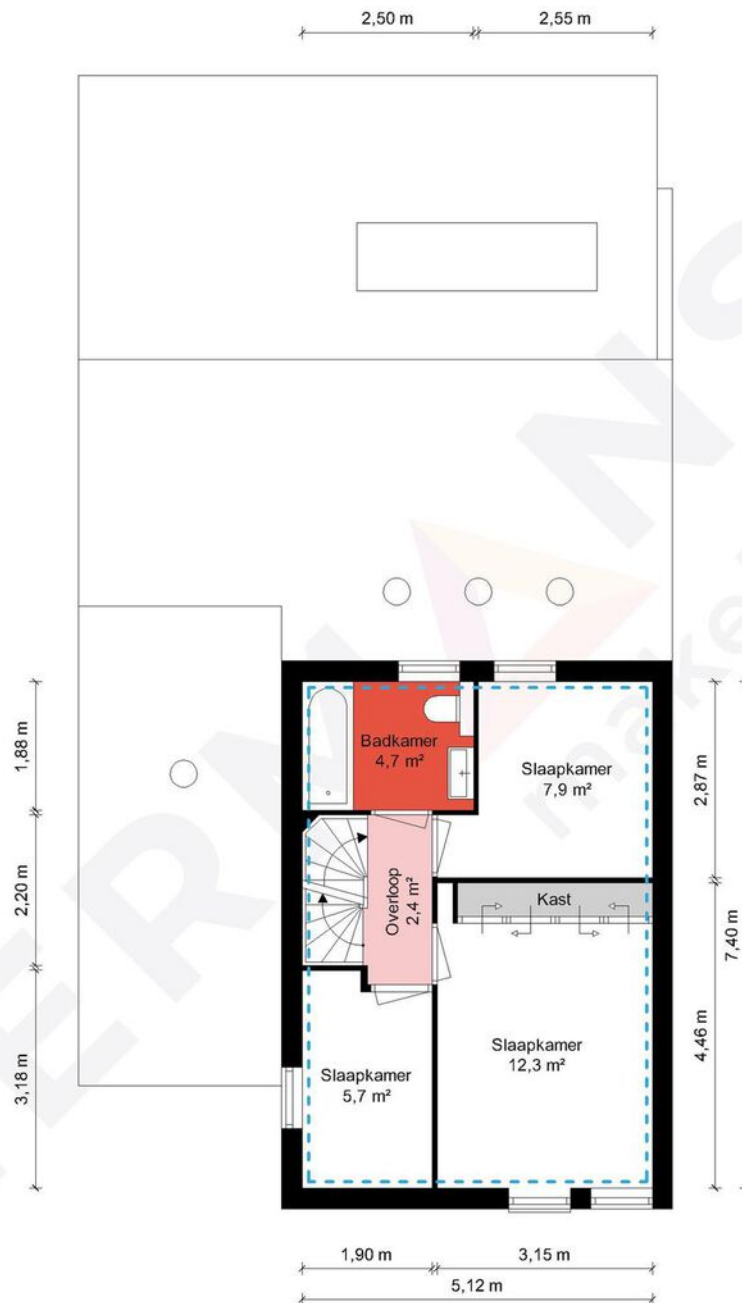 2,50 m
2,55 m
1,88 m
Badkamer
4,7 m²
Slaapkamer
7,9 m²
2,87 m
2,20 m
Overloop
2,4 m²
Kast
7,40 m
3,18 m
Slaapkamer
5,7 m²
Slaapkamer
12,3 m²
4,46 m
1,90 m
3,15 m
5,12 m
ERMANS
make